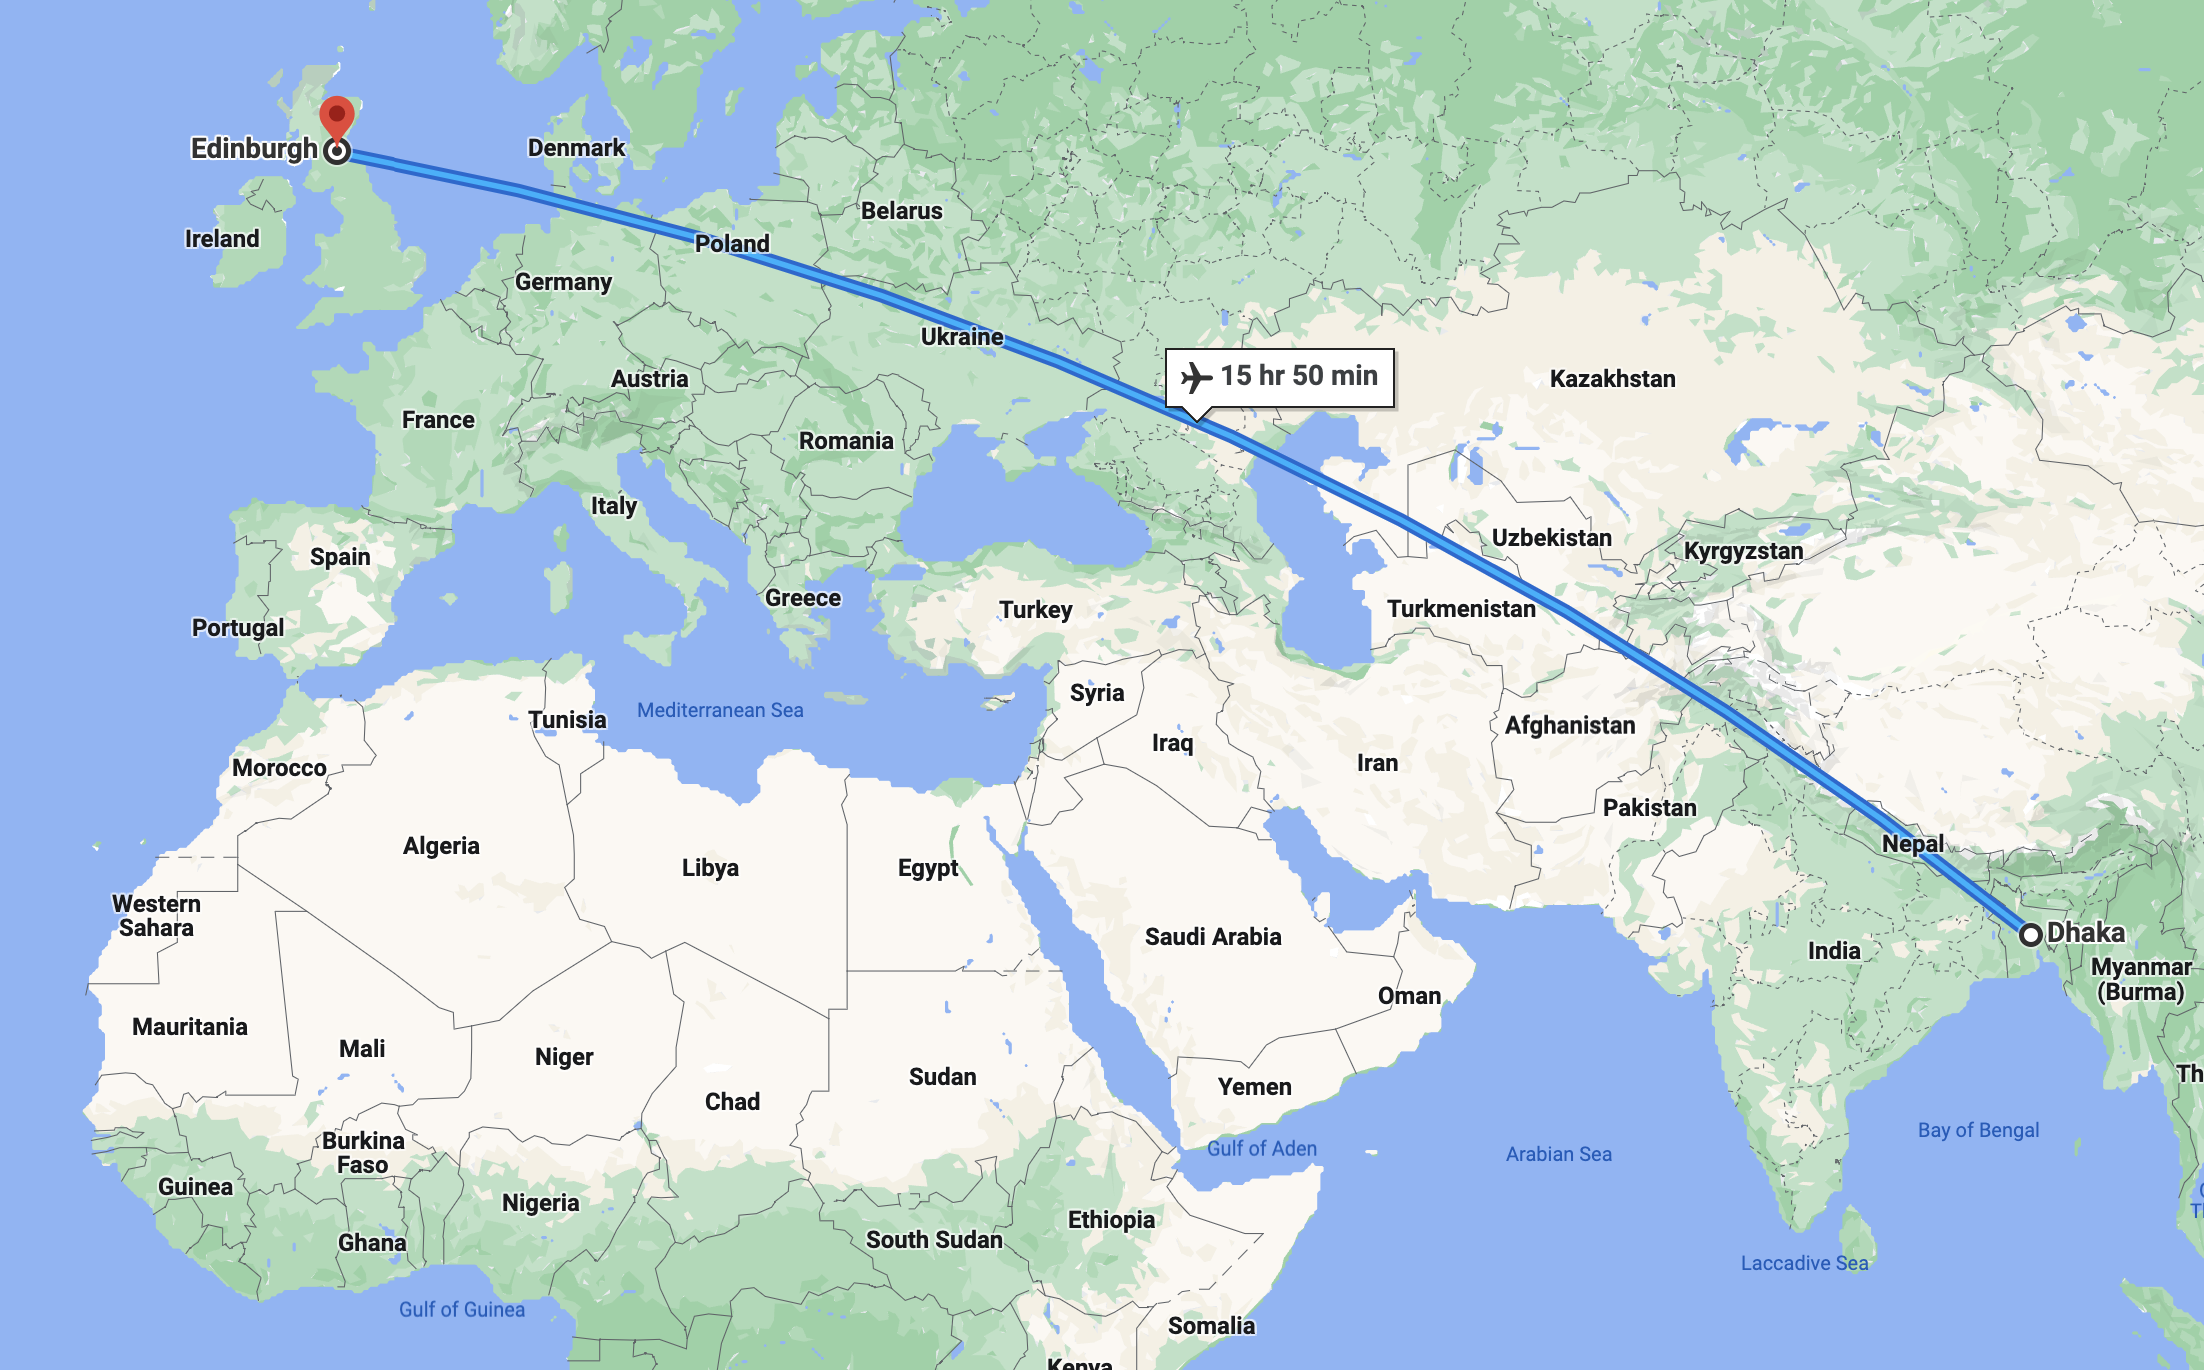 Edinburgh
Denmark
Ireland
Belarus
Poland
Germany
Ukraine
15 hr 50 min
Austria
Kazakhstan
France
Romania
Italy
Uzbekistan
Spain
Kyrgyzstan
Greece
Turkey
Turkmenistan
Portugal
Syria
Mediterranean Sea
Tunisia
Afghanistan
Iraq
Iran
Morocco
Pakistan
Algeria
Nepal
Libya
Egypt
Western
Sahara
Dhaka
Saudi Arabia
India
Myanmar
(Burma)
Oman
Mauritania
Mali
Niger
Th
Sudan
Yemen
Chad
Bay of Bengal
Burkina
Faso
Gulf of Aden
Arabian Sea
Guinea
Nigeria
Ethiopia
Ghana
South Sudan
Laccadive Sea
Gulf of Guinea
Somalia
Kenya